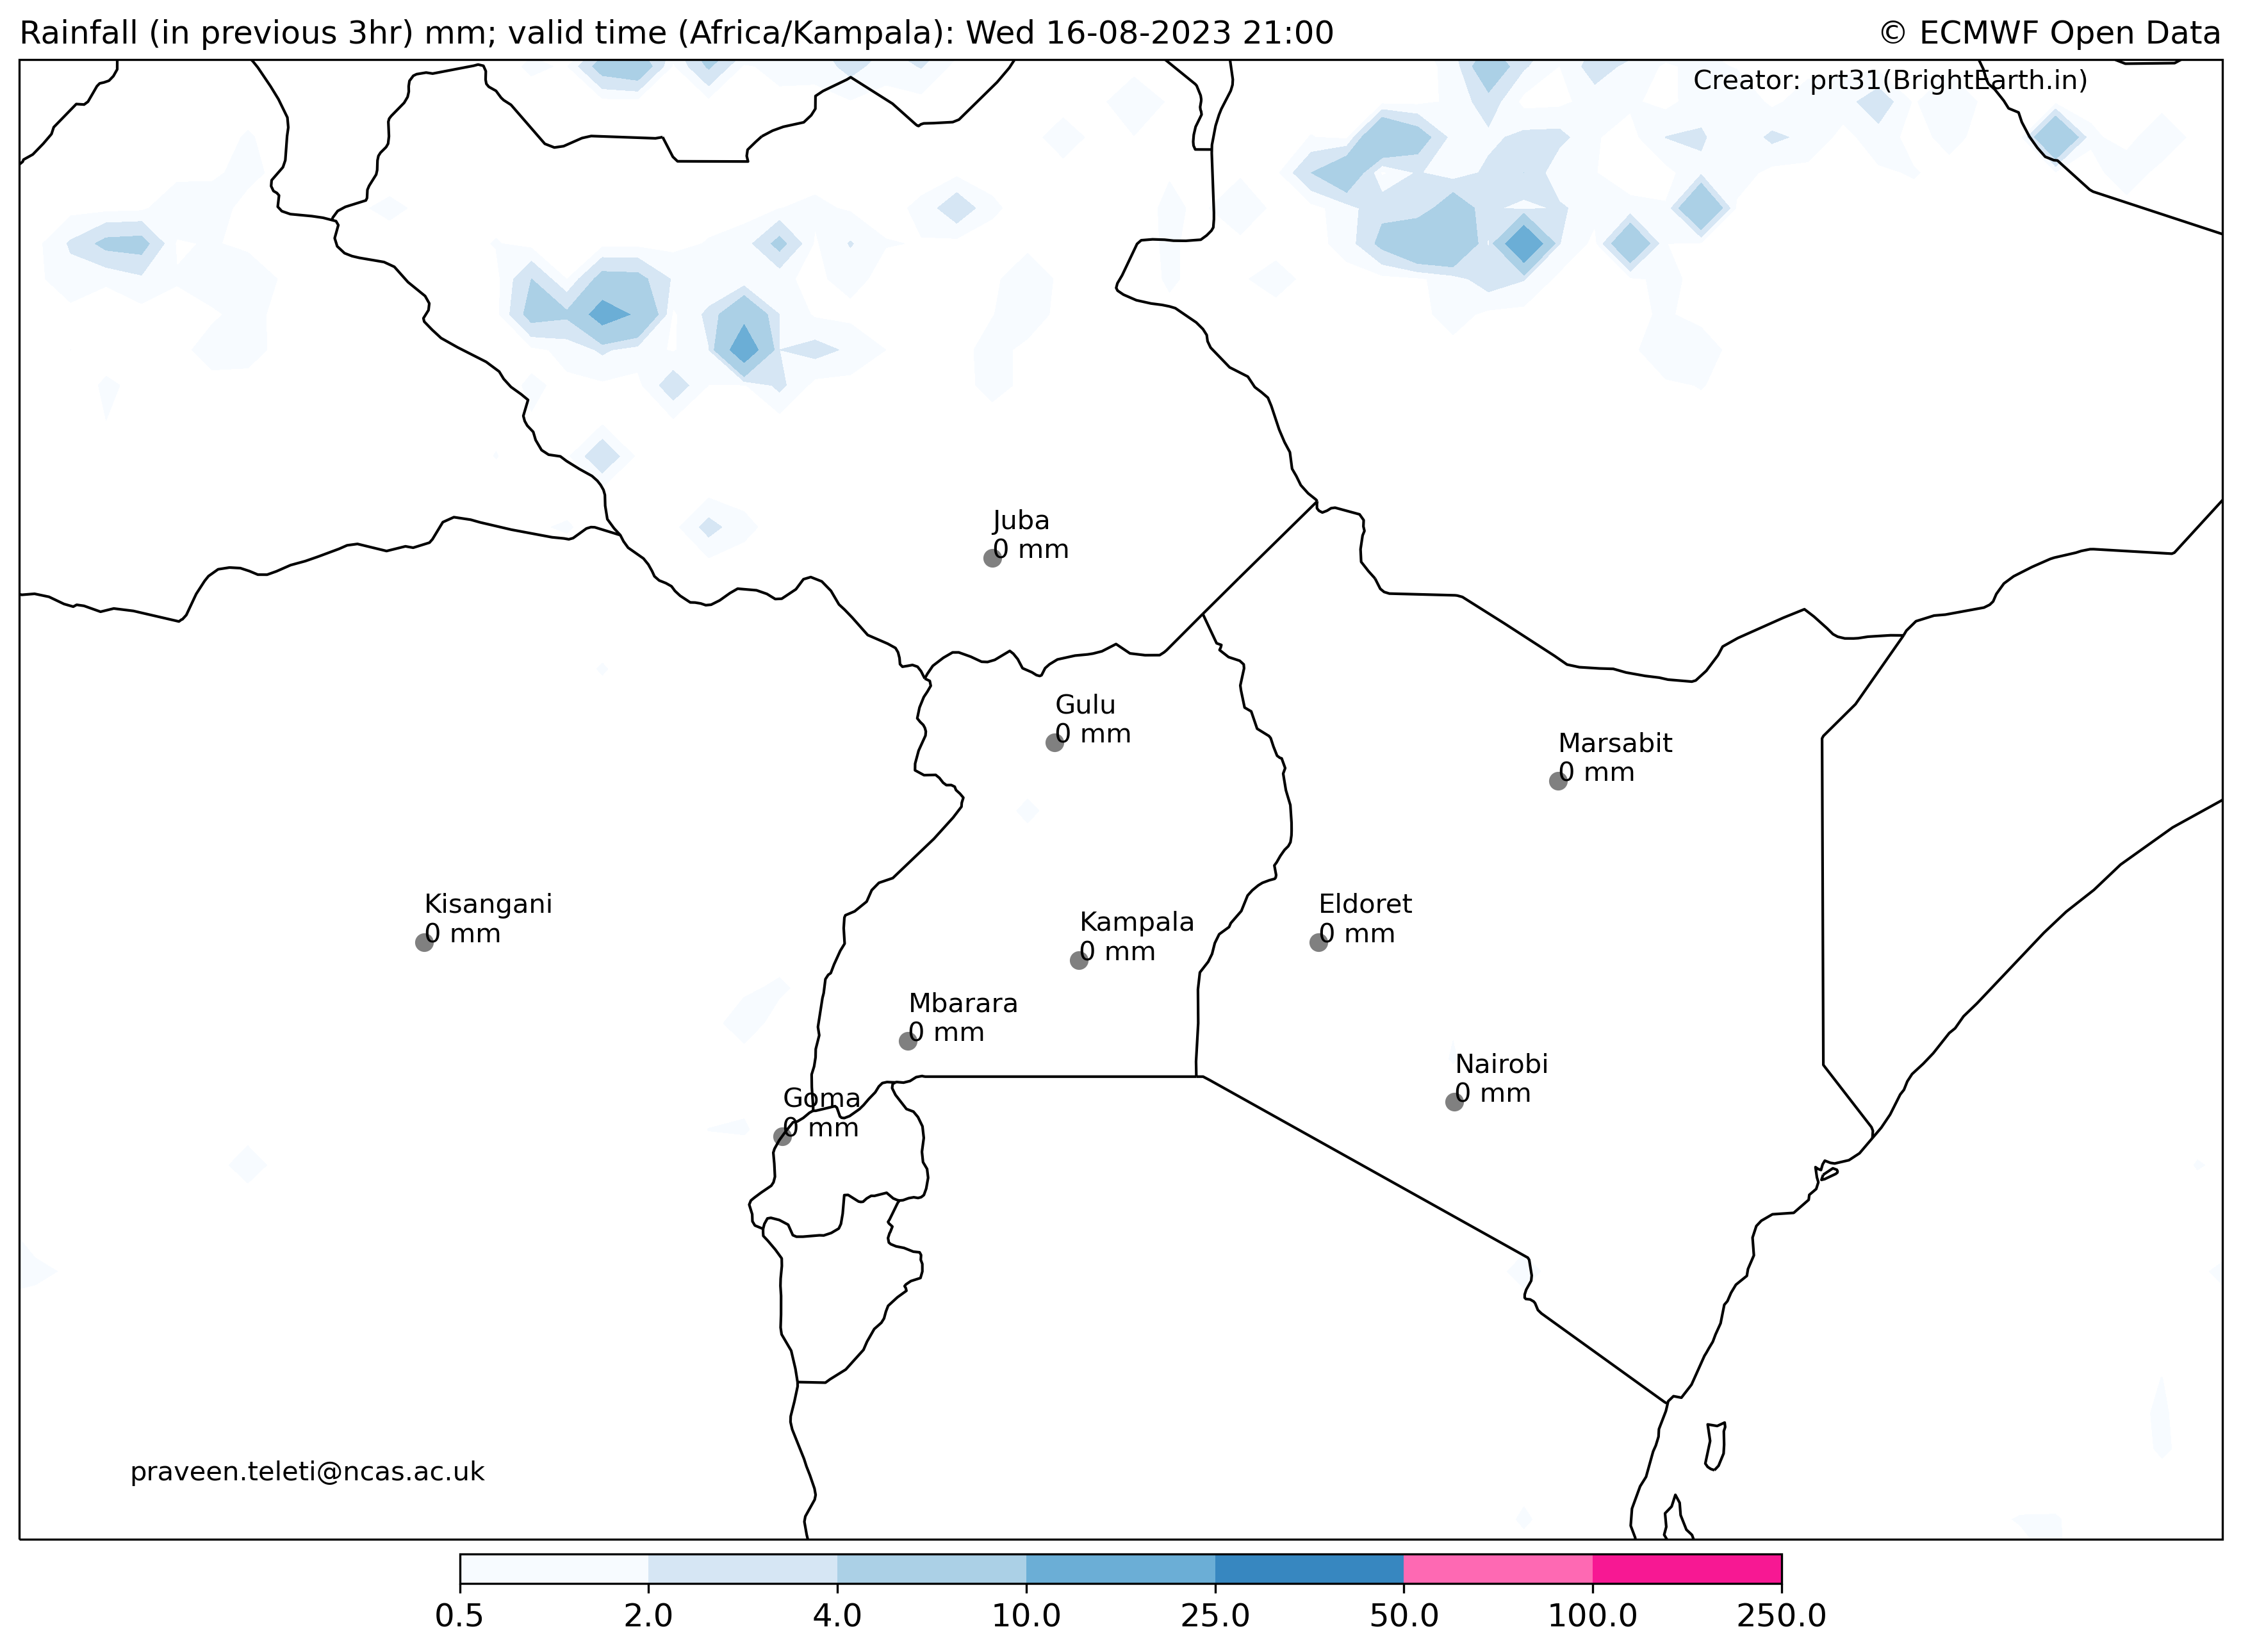 Rainfall (in previous 3hr) mm; valid time (Africa/Kampala): Wed 16-08-2023 21:00
© ECMWF Open Data
Creator: prt31(BrightEarth.in)
Juba
0 mm
Gulu
0 mm
Marsabit
0 mm
Kisangani
0 mm
Kampala
0 mm
Eldoret
0 mm
Mbarara
0 mm
Nairobi
0 mm
Goma
0 mm
praveen.teleti@ncas.ac.uk
0.5 2.0 4.0 10.0 25.0 50.0 100.0 250.0